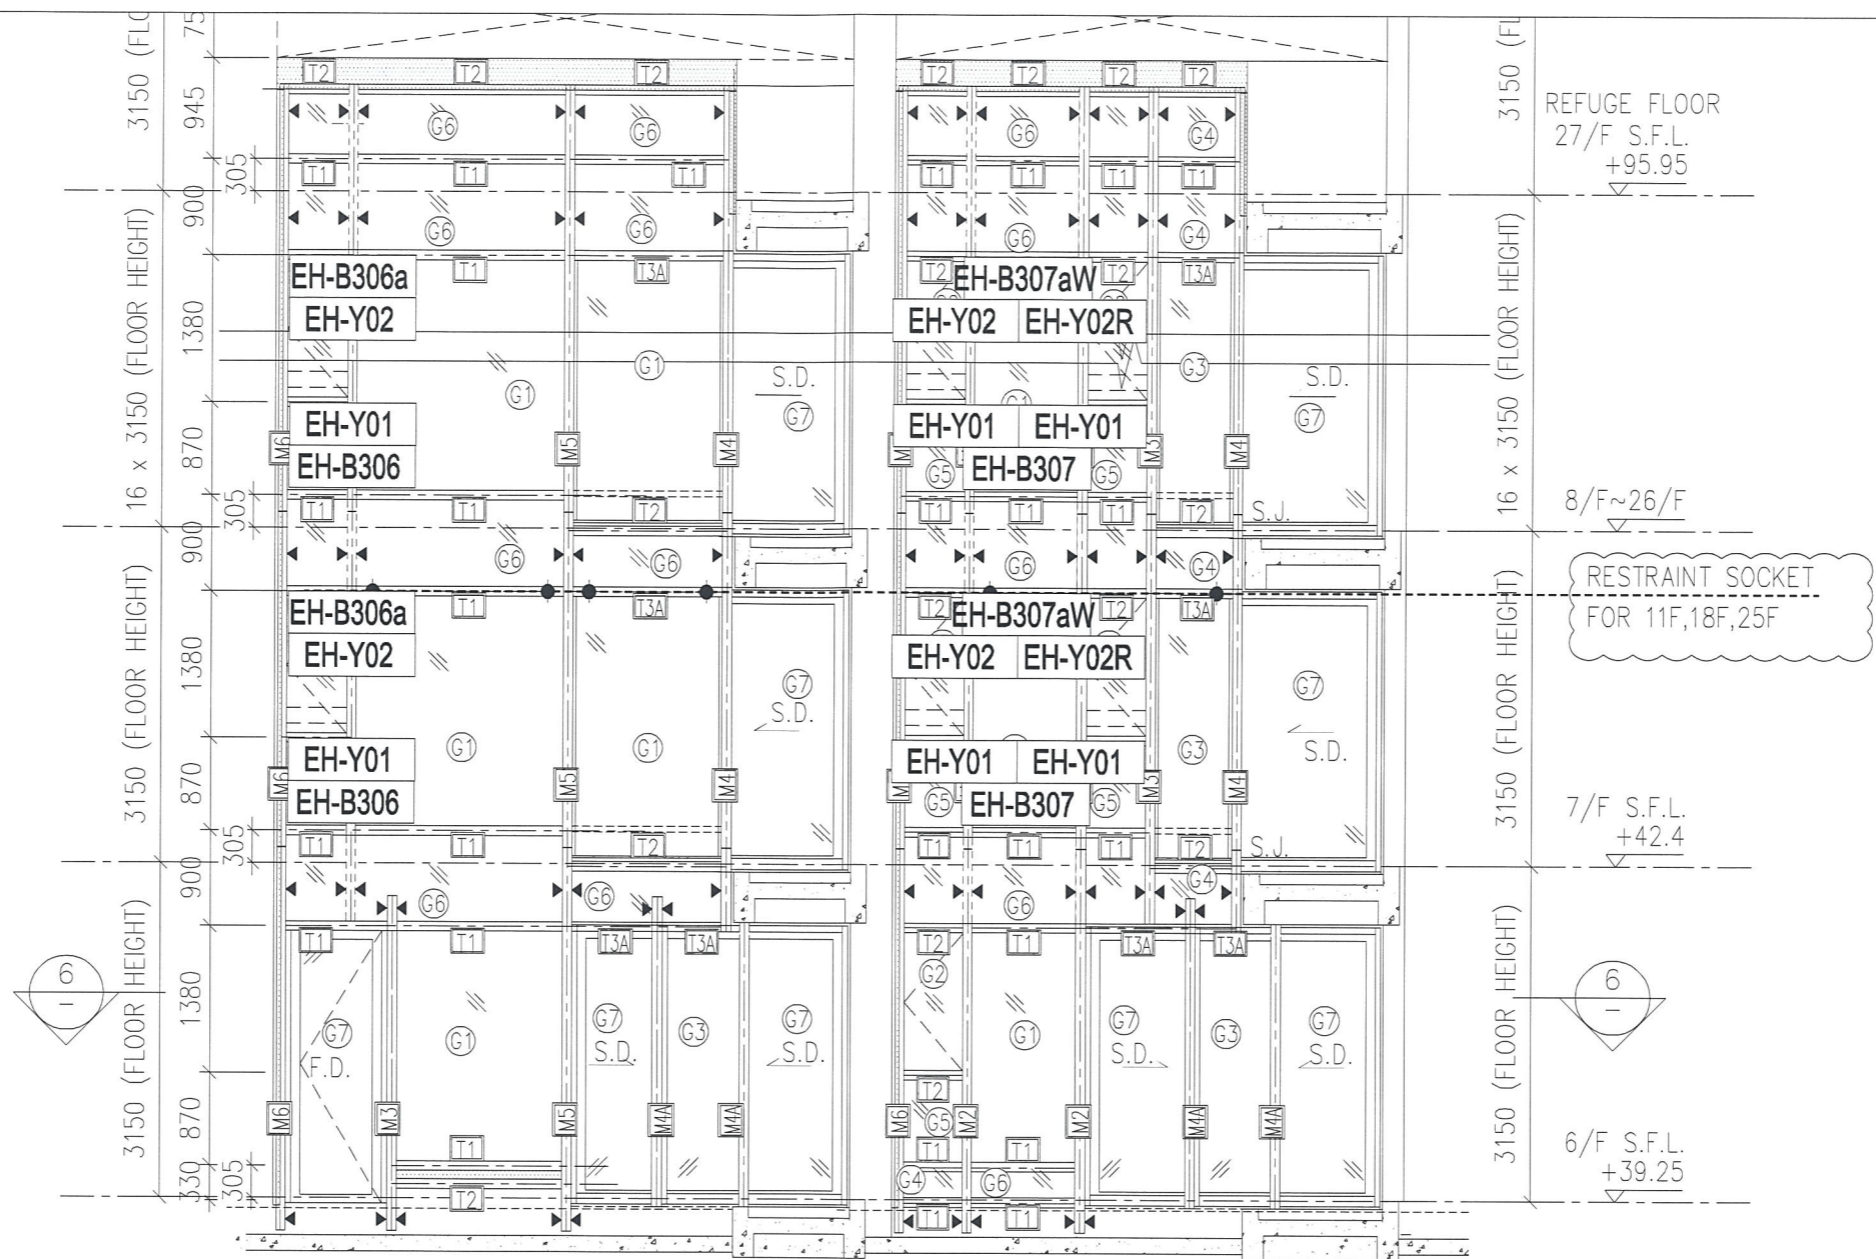 3150 (FLO
75
945
305
900
16 x 3150 (FLOOR HEIGHT)
1380
870
305
900
3150 (FLOOR HEIGHT)
1380
870
305
900
3150 (FLOOR HEIGHT)
1380
870
305
330
6
–
T2 T2 T2
G6 G6
T1 T1 T1
G6 G6
T1 T3A
EH-B306a
EH-Y02
G1 G1
S.D.
G7
EH-Y01
EH-B306
M6 M5 M4
T1 T1 T2
G6 G6
T1 T3A
EH-B306a
EH-Y02
G7
S.D.
G1 G1
EH-Y01
EH-B306
M6 M5 M4
T1 T1 T2
G6 G6
T1 T1 T3A T3A
G7
F.D.
G1
G7
S.D.
G3
G7
S.D.
M6 M3 M5 M4A M4A
T1
T2
T2 T2 T2 T2
G6 G4
T1 T1 T1 T1
G6 G4
T2 T2 T3A
EH-B307aW
EH-Y02 EH-Y02R
G3
S.D.
G7
EH-Y01 EH-Y01
EH-B307
G5 G5
M3 M4
T1 T1 T1 T2 S.J.
G6 G4
T2 T2 T3A
EH-B307aW
EH-Y02 EH-Y02R
G7
S.D.
G3
EH-Y01 EH-Y01
EH-B307
G5 G5
M3 M4
T1 T1 T1 T2 S.J.
G6 G4
T2 T1 T3A T3A
G2
G1
G7
S.D.
G3
G7
S.D.
T2
G5
M6 M2 M2 M4A M4A
T1 T1
G4 G6
T1 T1
3150 (FL
16 x 3150 (FLOOR HEIGHT)
3150 (FLOOR HEIGHT)
3150 (FLOOR HEIGHT)
REFUGE FLOOR
27/F S.F.L.
+95.95
8/F~26/F
RESTRAINT SOCKET
FOR 11F,18F,25F
7/F S.F.L.
+42.4
6
–
6/F S.F.L.
+39.25